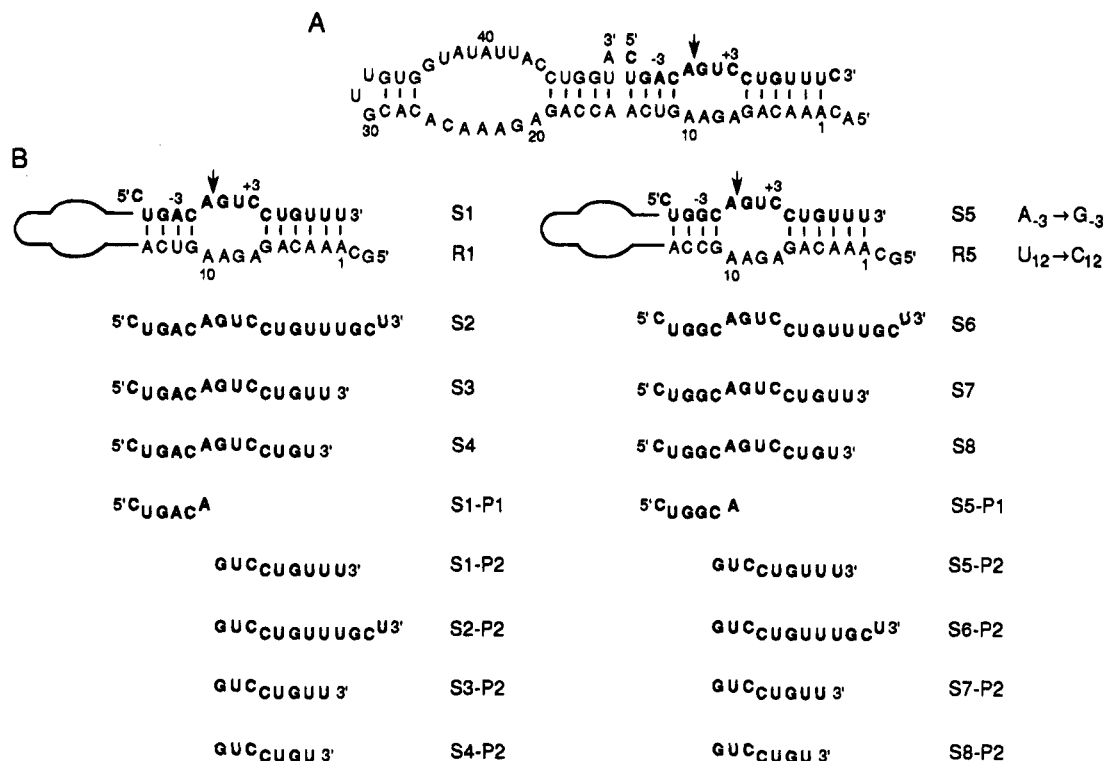 A
40 3' 5' -3 +3
U U G U G G U A U A U U A C C U G G U A C U G A C A G U C C U G U U U C 3'
G C A C A C A A A G A G A C C A A C U G A A G A G A C A A A C A 5'
30 20 10 1
B
-3 +3
5'C U G A C A G U C C U G U U U 3' S1
A C U G A A G A G A C A A A C G 5' R1
10 1
-3 +3
5'C U G G C A G U C C U G U U U 3' S5 A-3→G-3
A C C G A A G A G A C A A A C G 5' R5 U12→C12
10 1
5'C U G A C A G U C C U G U U U G C U 3' S2
5'C U G G C A G U C C U G U U U G C U 3' S6
5'C U G A C A G U C C U G U U 3' S3
5'C U G G C A G U C C U G U U 3' S7
5'C U G A C A G U C C U G U 3' S4
5'C U G G C A G U C C U G U 3' S8
5'C U G A C A S1-P1
5'C U G G C A S5-P1
G U C C U G U U U 3' S1-P2
G U C C U G U U U 3' S5-P2
G U C C U G U U U G C U 3' S2-P2
G U C C U G U U U G C U 3' S6-P2
G U C C U G U U 3' S3-P2
G U C C U G U U 3' S7-P2
G U C C U G U 3' S4-P2
G U C C U G U 3' S8-P2